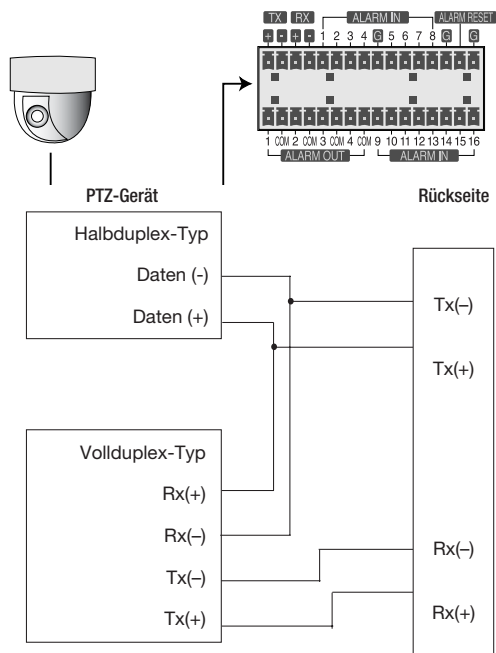 TX RX ALARM IN ALARM RESET
+ - + - 1 2 3 4 G 5 6 7 8 G G
1 COM 2 COM 3 COM 4 COM 9 10 11 12 13 14 15 16
ALARM OUT ALARM IN
PTZ-Gerät
Rückseite
Halbduplex-Typ
Daten (-)
Daten (+)
Tx(–)
Tx(+)
Vollduplex-Typ
Rx(+)
Rx(–)
Tx(–)
Tx(+)
Rx(–)
Rx(+)